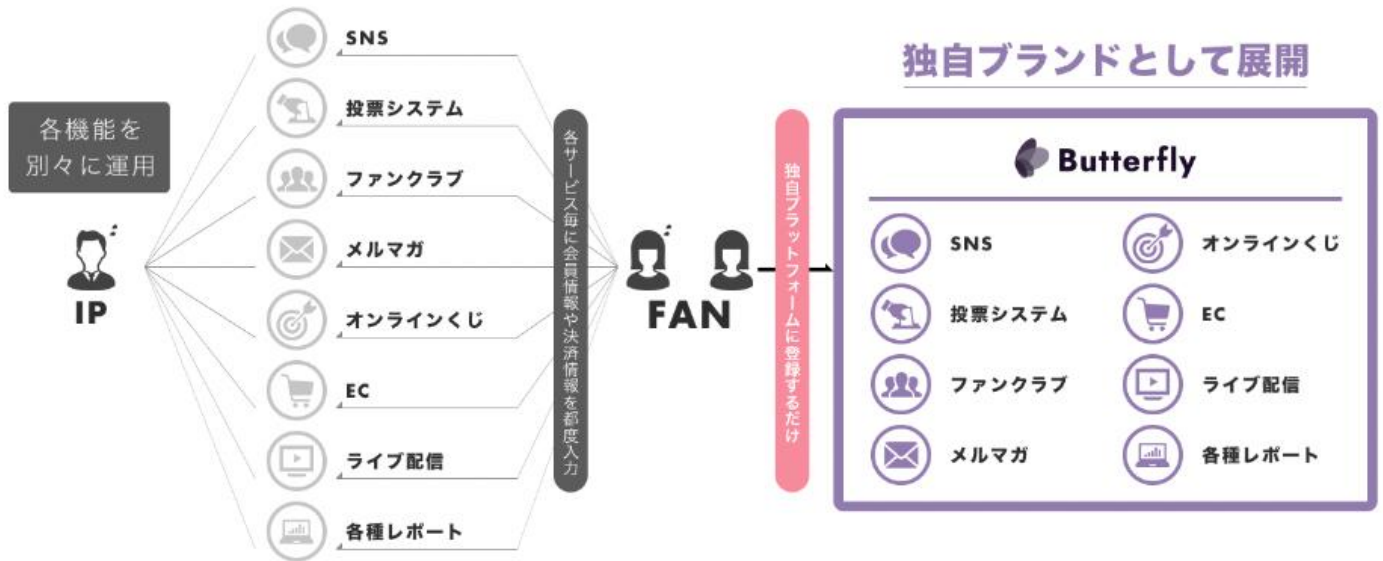 各機能を
別々に運用
IP
SNS
投票システム
ファンクラブ
メルマガ
オンラインくじ
EC
ライブ配信
各種レポート
各サービス毎に会員情報や決済情報を都度入力
FAN
独自プラットフォームに登録するだけ
独自ブランドとして展開
Butterfly
SNS
投票システム
ファンクラブ
メルマガ
オンラインくじ
EC
ライブ配信
各種レポート